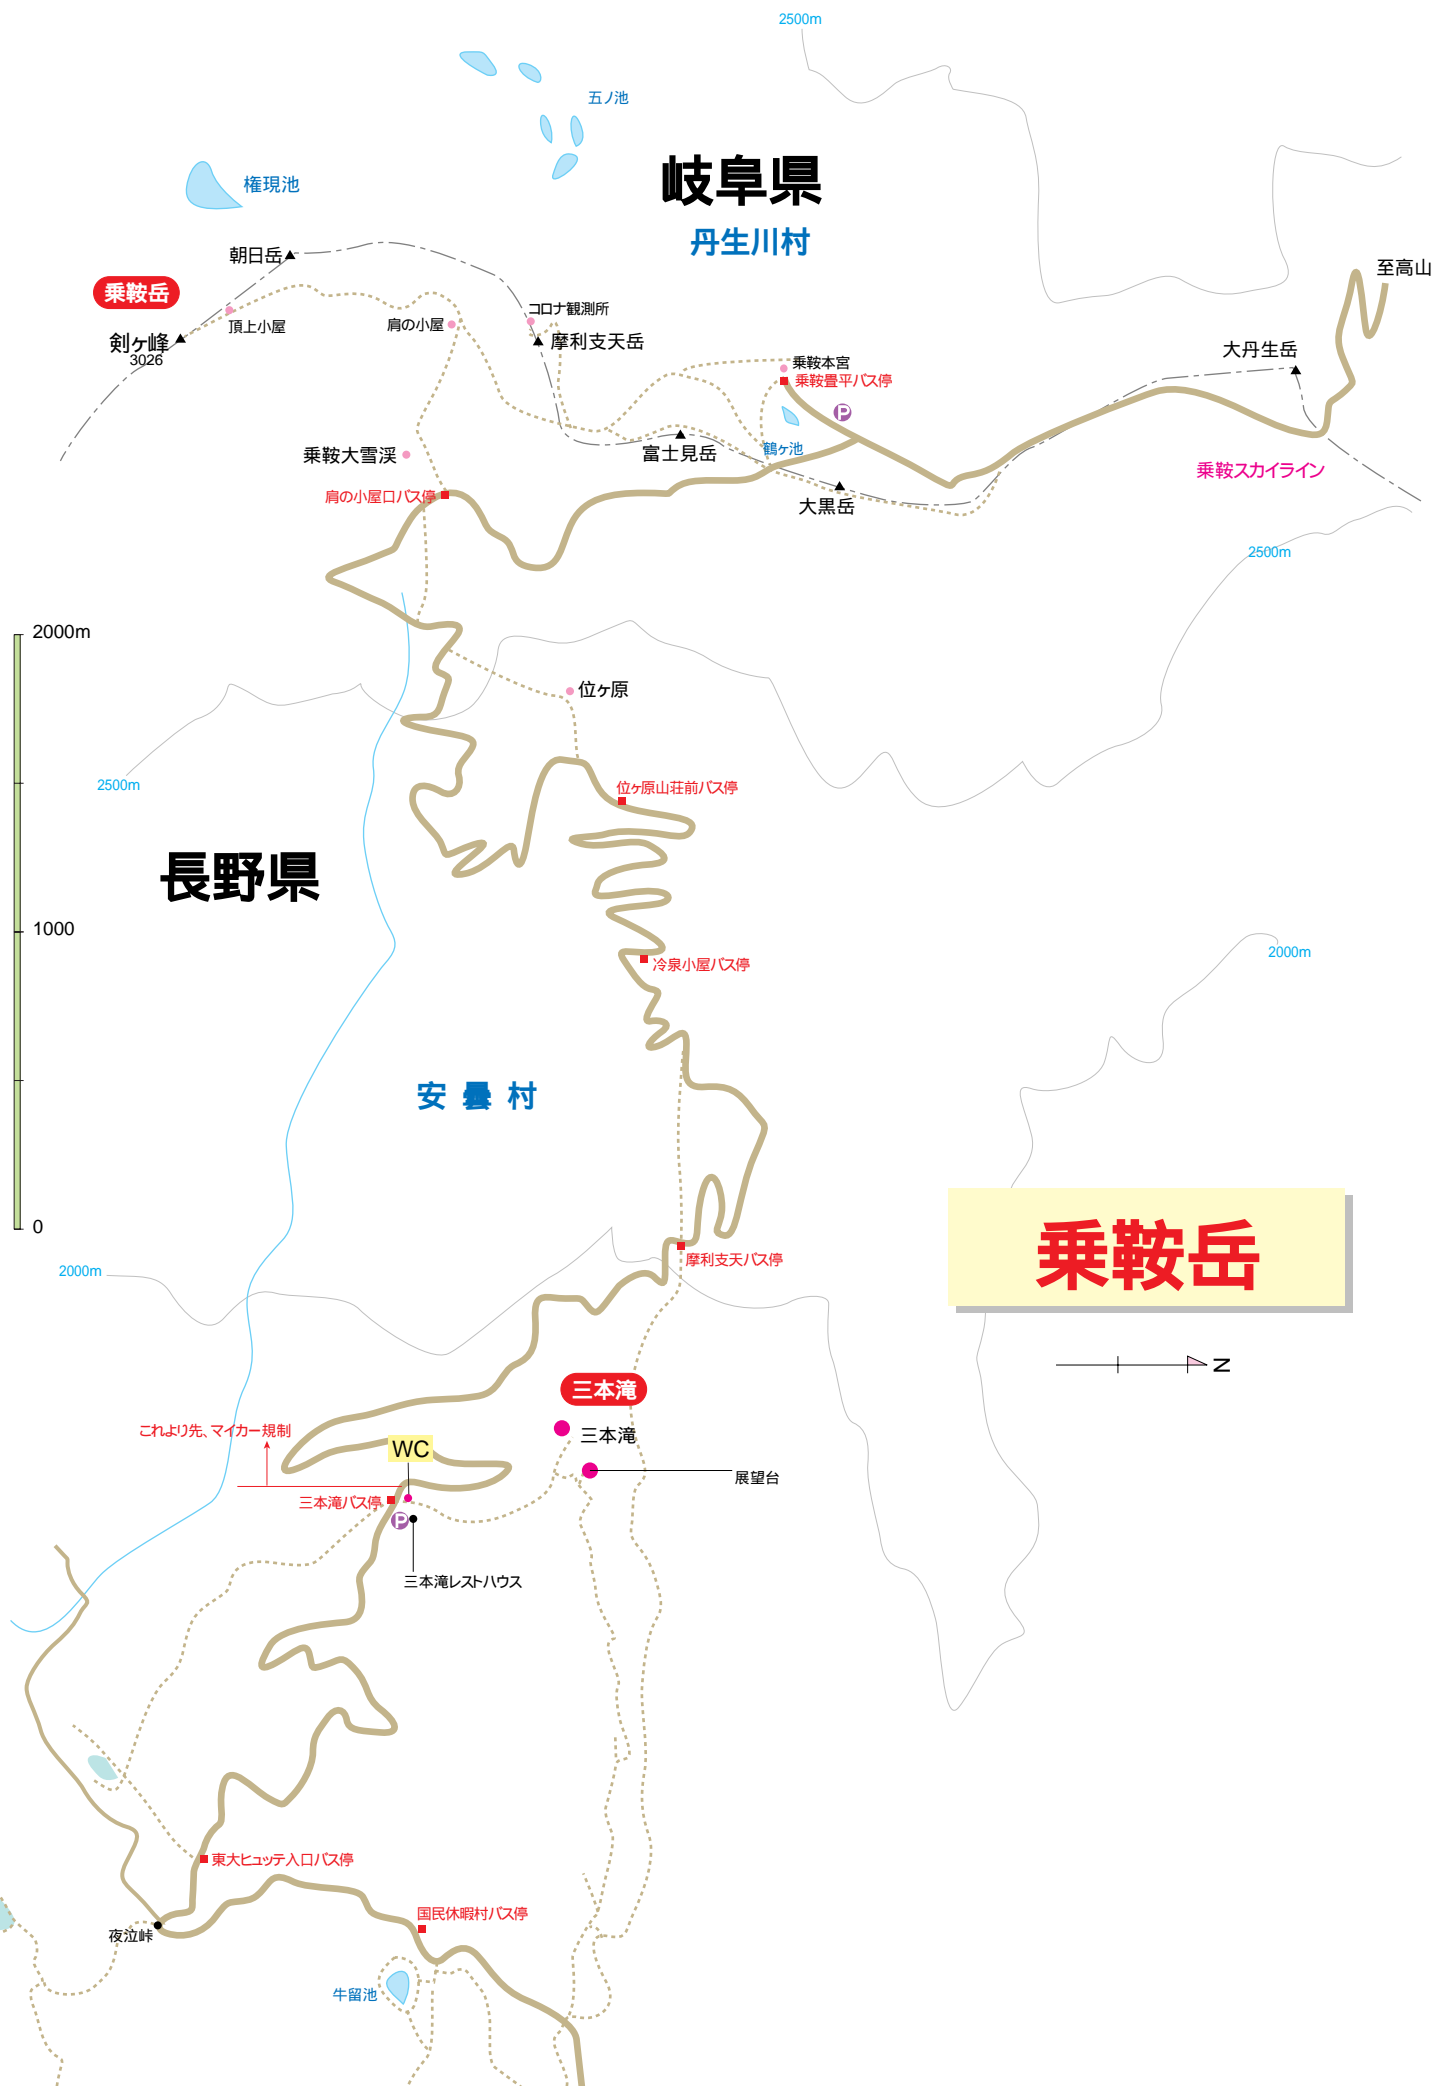 2500m
五ノ池
岐阜県
権現池
丹生川村
朝日岳
至高山
乗鞍岳
コロナ観測所
頂上小屋
肩の小屋
剣ヶ峰
3026
摩利支天岳
大丹生岳
乗鞍本宮
乗鞍畳平バス停
P
乗鞍大雪渓
富士見岳
鶴ヶ池
乗鞍スカイライン
肩の小屋口バス停
大黒岳
2500m
2000m
位ヶ原
2500m
位ヶ原山荘前バス停
長野県
1000
2000m
冷泉小屋バス停
安曇村
0
乗鞍岳
摩利支天バス停
2000m
N
三本滝
これより先、マイカー規制
三本滝
WC
展望台
三本滝バス停
P
三本滝レストハウス
東大ヒュッテ入口バス停
国民休暇村バス停
夜泣峠
牛留池